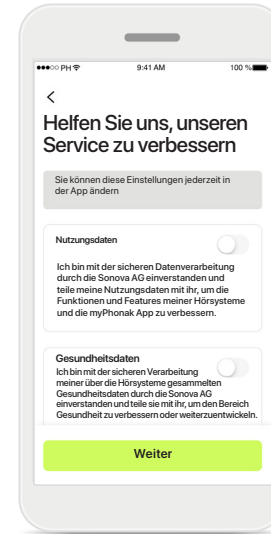 PH
9:41 AM
100 %
Helfen Sie uns, unseren
Service zu verbessern
Sie können diese Einstellungen jederzeit in
der App ändern
Nutzungsdaten
Ich bin mit der sicheren Datenverarbeitung
durch die Sonova AG einverstanden und
teile meine Nutzungsdaten mit ihr, um die
Funktionen und Features meiner Hörsysteme
und die myPhonak App zu verbessern.
Gesundheitsdaten
Ich bin mit der sicheren Verarbeitung
meiner über die Hörsysteme gesammelten
Gesundheitsdaten durch die Sonova AG
einverstanden und teile sie mit ihr, um den Bereich
Gesundheit zu verbessern oder weiterzuentwickeln.
Weiter